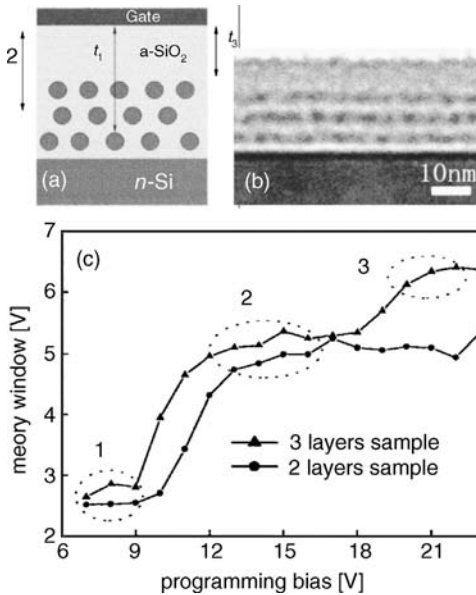 Gate
2
t₁
a-SiO₂
t₃
n-Si
(a)
(b)
10nm
(c)
7
6
5
4
3
2
meory window [V]
1
2
3
3 layers sample
2 layers sample
6
9
12
15
18
21
programming bias [V]